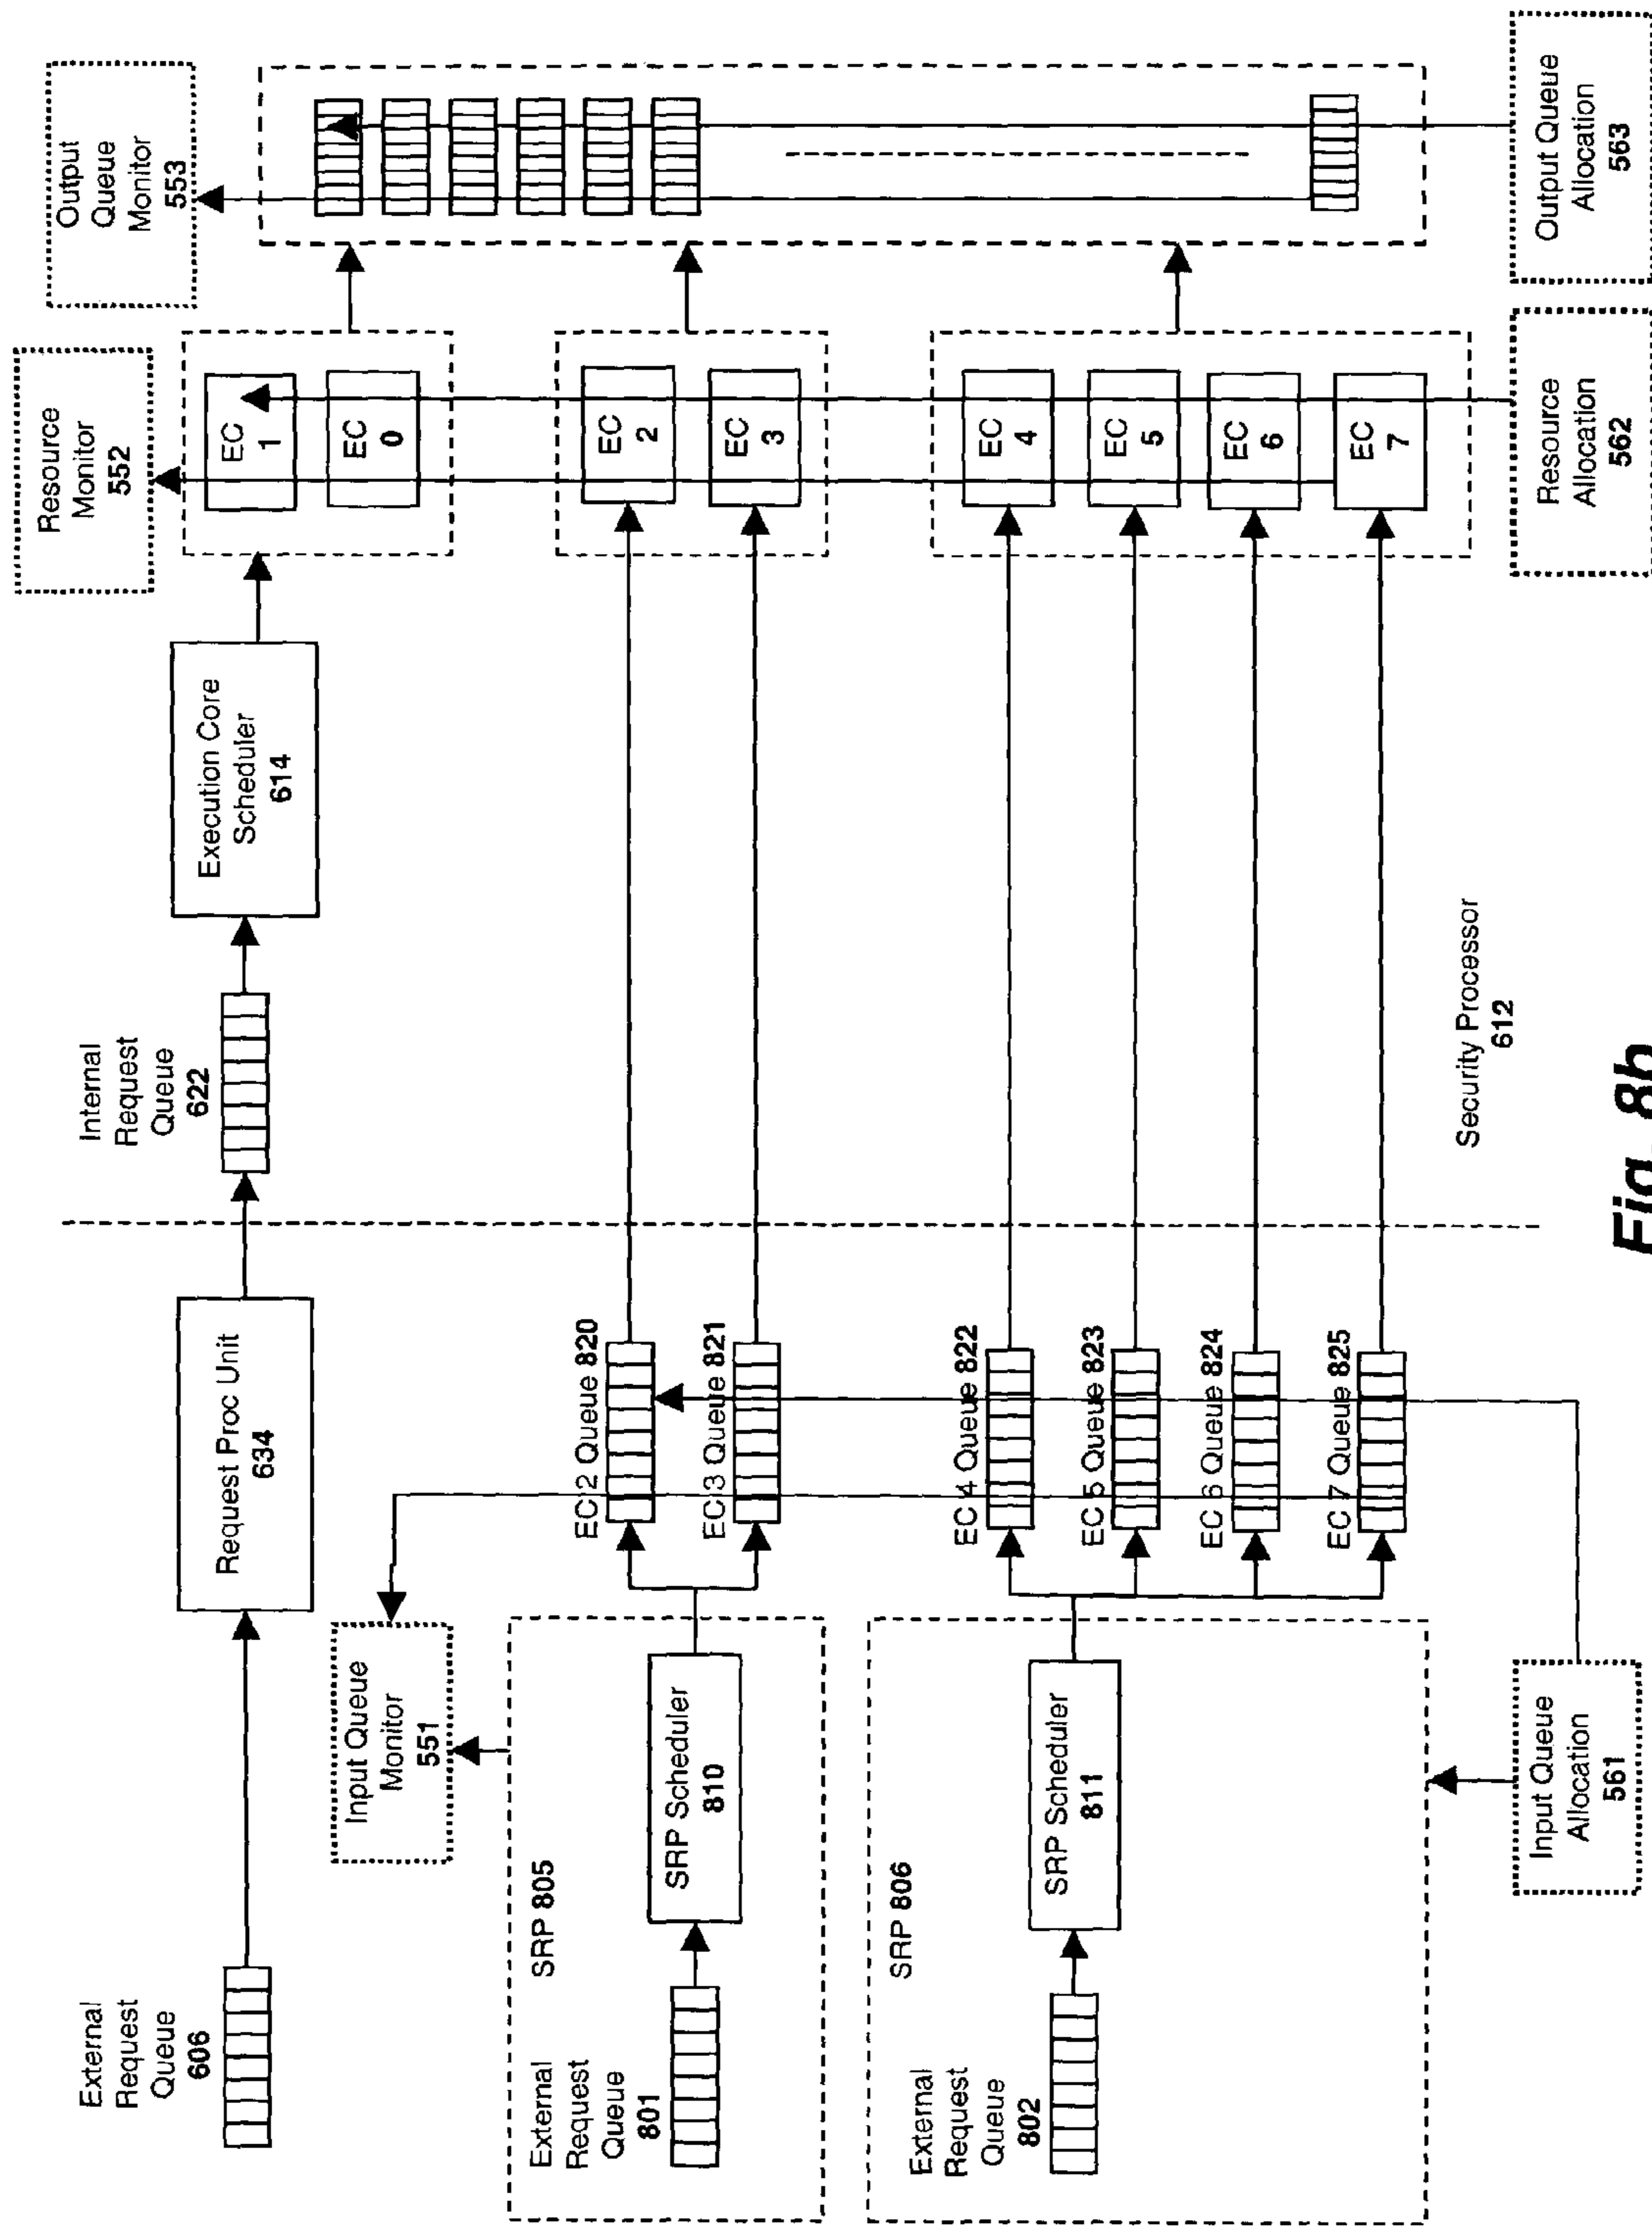 External
Request
Queue
606
Request Proc Unit
634
Internal
Request
Queue
622
Execution Core
Scheduler
614
Resource
Monitor
552
Output
Queue
Monitor
553
Input Queue
Monitor
551
EC
1
EC
0
SRP 805
External
Request
Queue
801
SRP Scheduler
810
EC 2 Queue 820
EC 3 Queue 821
EC
2
EC
3
SRP 806
External
Request
Queue
802
SRP Scheduler
811
EC 4 Queue 822
EC 5 Queue 823
EC 6 Queue 824
EC 7 Queue 825
EC
4
EC
5
EC
6
EC
7
Input Queue
Allocation
561
Security Processor
612
Resource
Allocation
562
Output Queue
Allocation
563
Fig. 8b